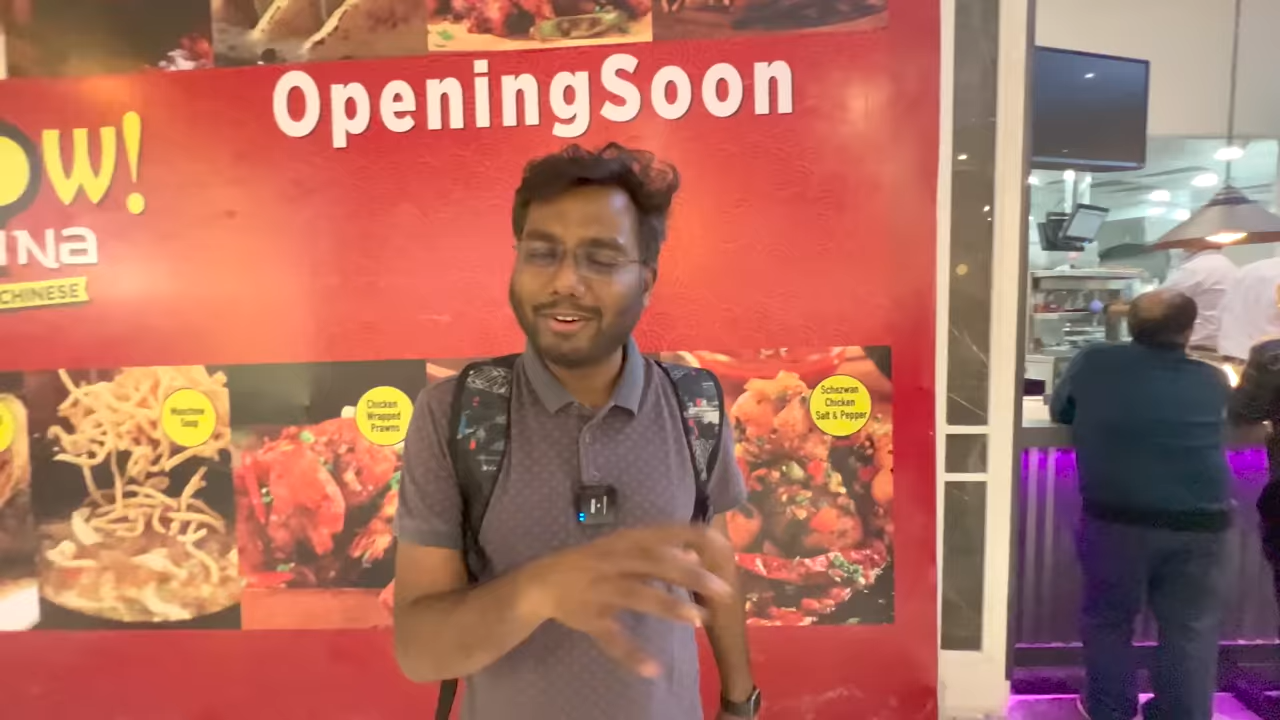 OpeningSoon
OW!
INA
CHINESE
Manchow
Soup
Chicken
Wrapped
Prawns
Schezwan
Chicken
Salt & Pepper